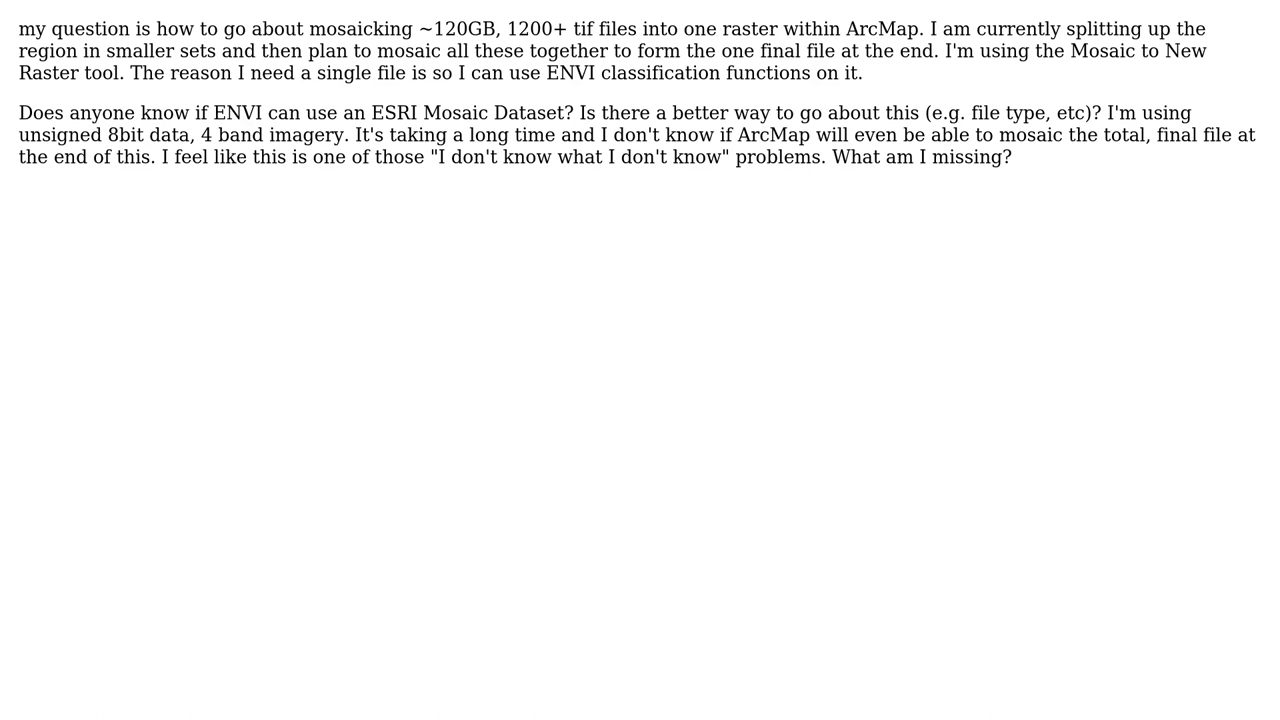 my question is how to go about mosaicking ~120GB, 1200+ tif files into one raster within ArcMap. I am currently splitting up the
region in smaller sets and then plan to mosaic all these together to form the one final file at the end. I'm using the Mosaic to New
Raster tool. The reason I need a single file is so I can use ENVI classification functions on it.
Does anyone know if ENVI can use an ESRI Mosaic Dataset? Is there a better way to go about this (e.g. file type, etc)? I'm using
unsigned 8bit data, 4 band imagery. It's taking a long time and I don't know if ArcMap will even be able to mosaic the total, final file at
the end of this. I feel like this is one of those "I don't know what I don't know" problems. What am I missing?